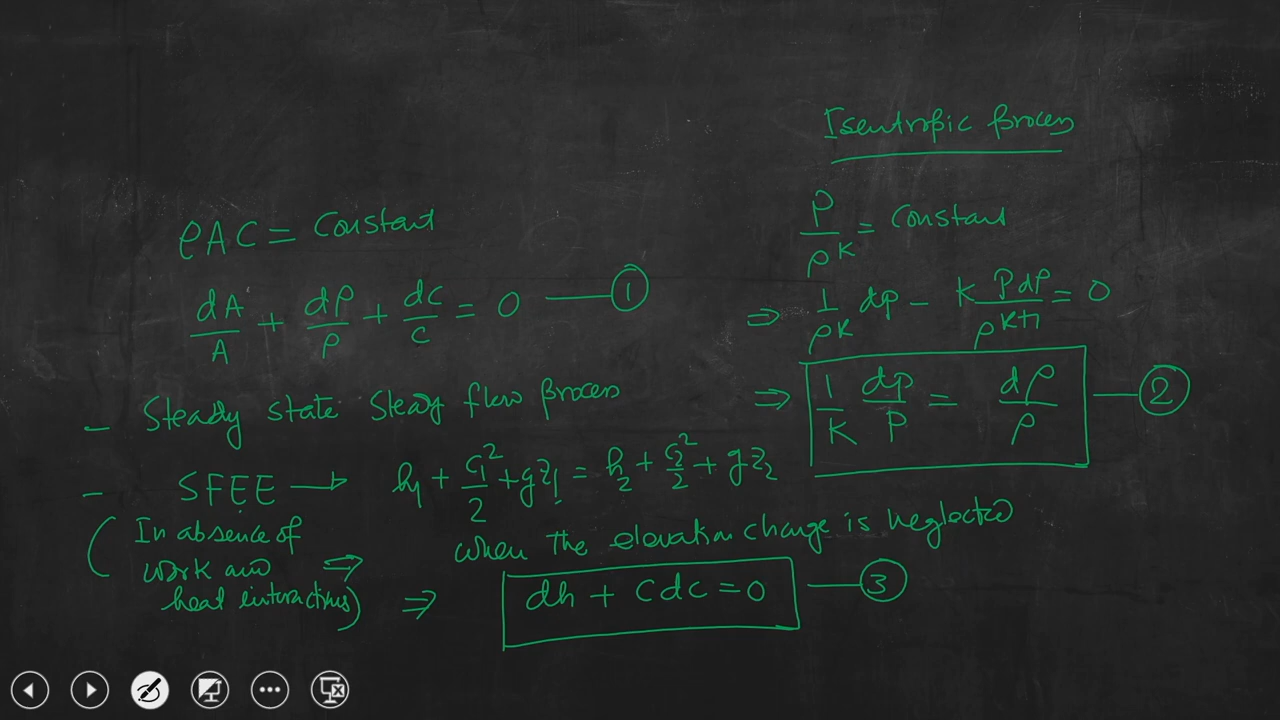 Isentropic process
ρAC = Constant
dA/A + dρ/ρ + dc/c = 0 — ①
P/ρ^K = Constant
⇒ 1/ρ^K dp − K Pdρ/ρ^(K+1) = 0
⇒ 1/K dp/P = dρ/ρ — ②
- Steady state Steady flow process
- SFEE → h₁ + C₁²/2 + gZ₁ = h₂ + C₂²/2 + gZ₂
(In absence of
work and
heat interactions)
⇒ when the elevation change is neglected
⇒ dh + Cdc = 0 — ③